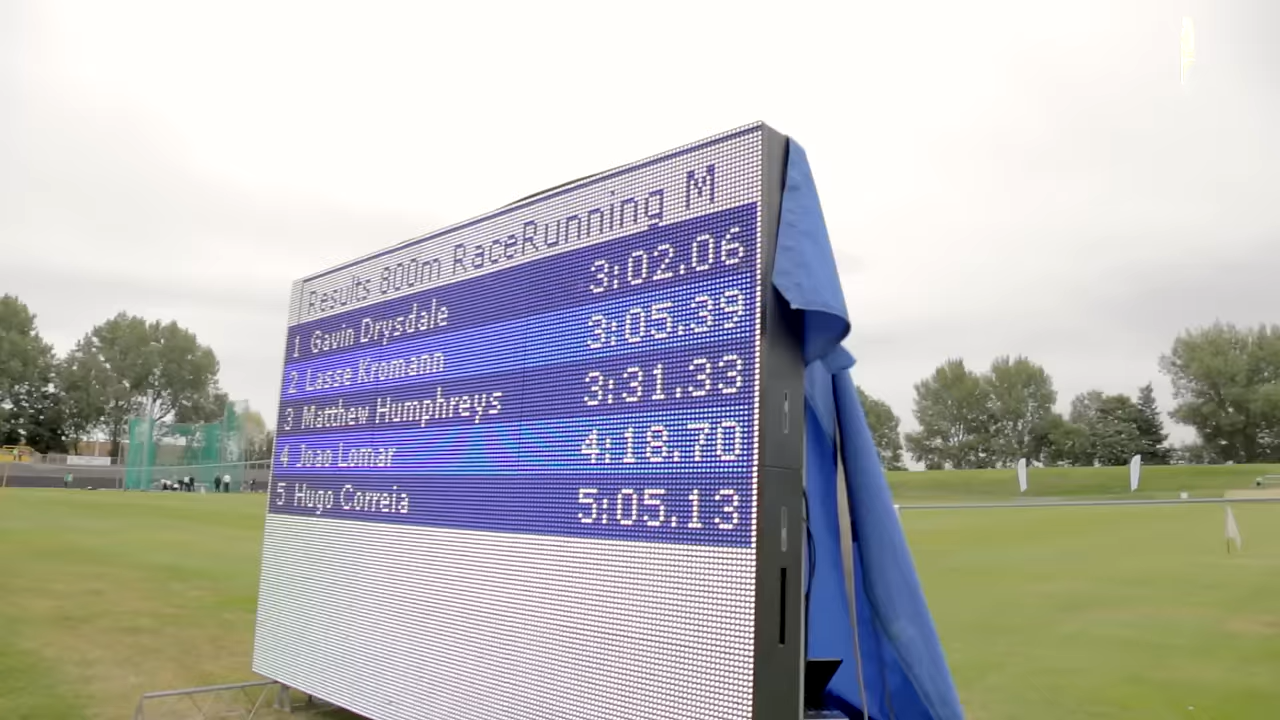 Results 800m RaceRunning M
1 Gavin Drysdale 3:02.06
2 Lasse Kromann 3:05.39
3 Matthew Humphreys 3:31.33
4 Joao Lomar 4:18.70
5 Hugo Correia 5:05.13